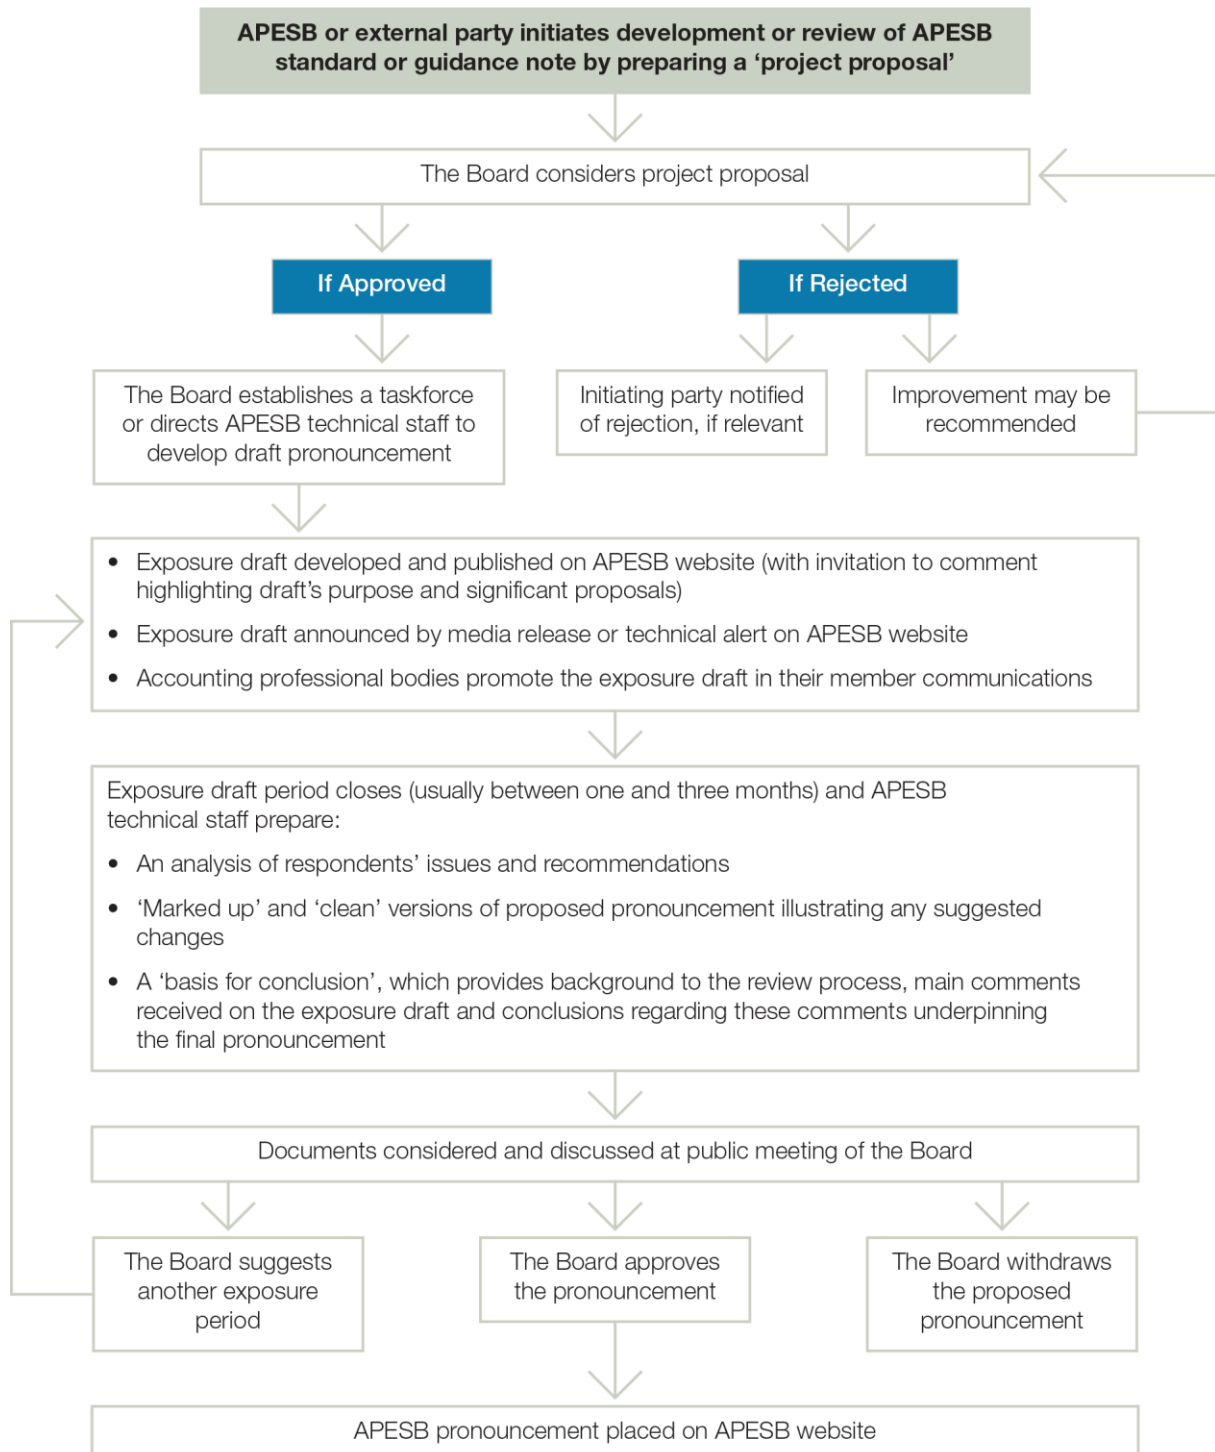 APESB or external party initiates development or review of APESB
standard or guidance note by preparing a ‘project proposal’
The Board considers project proposal
If Approved
If Rejected
The Board establishes a taskforce
or directs APESB technical staff to
develop draft pronouncement
Initiating party notified
of rejection, if relevant
Improvement may be
recommended
• Exposure draft developed and published on APESB website (with invitation to comment
highlighting draft’s purpose and significant proposals)
• Exposure draft announced by media release or technical alert on APESB website
• Accounting professional bodies promote the exposure draft in their member communications
Exposure draft period closes (usually between one and three months) and APESB
technical staff prepare:
• An analysis of respondents’ issues and recommendations
• ‘Marked up’ and ‘clean’ versions of proposed pronouncement illustrating any suggested
changes
• A ‘basis for conclusion’, which provides background to the review process, main comments
received on the exposure draft and conclusions regarding these comments underpinning
the final pronouncement
Documents considered and discussed at public meeting of the Board
The Board suggests
another exposure
period
The Board approves
the pronouncement
The Board withdraws
the proposed
pronouncement
APESB pronouncement placed on APESB website